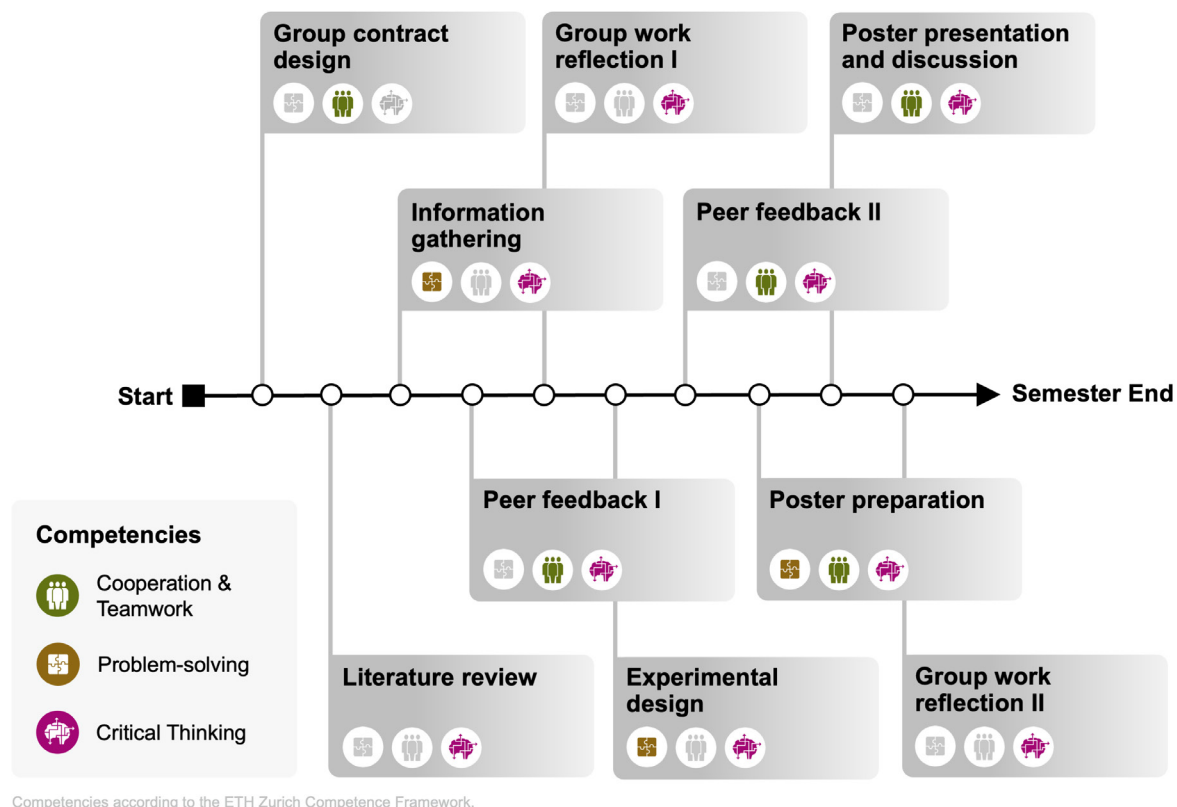 Group contract
design
Group work
reflection I
Poster presentation
and discussion
Information
gathering
Peer feedback II
Start
Semester End
Peer feedback I
Poster preparation
Competencies
Cooperation &
Teamwork
Problem-solving
Critical Thinking
Literature review
Experimental
design
Group work
reflection II
Competencies according to the ETH Zurich Competence Framework.